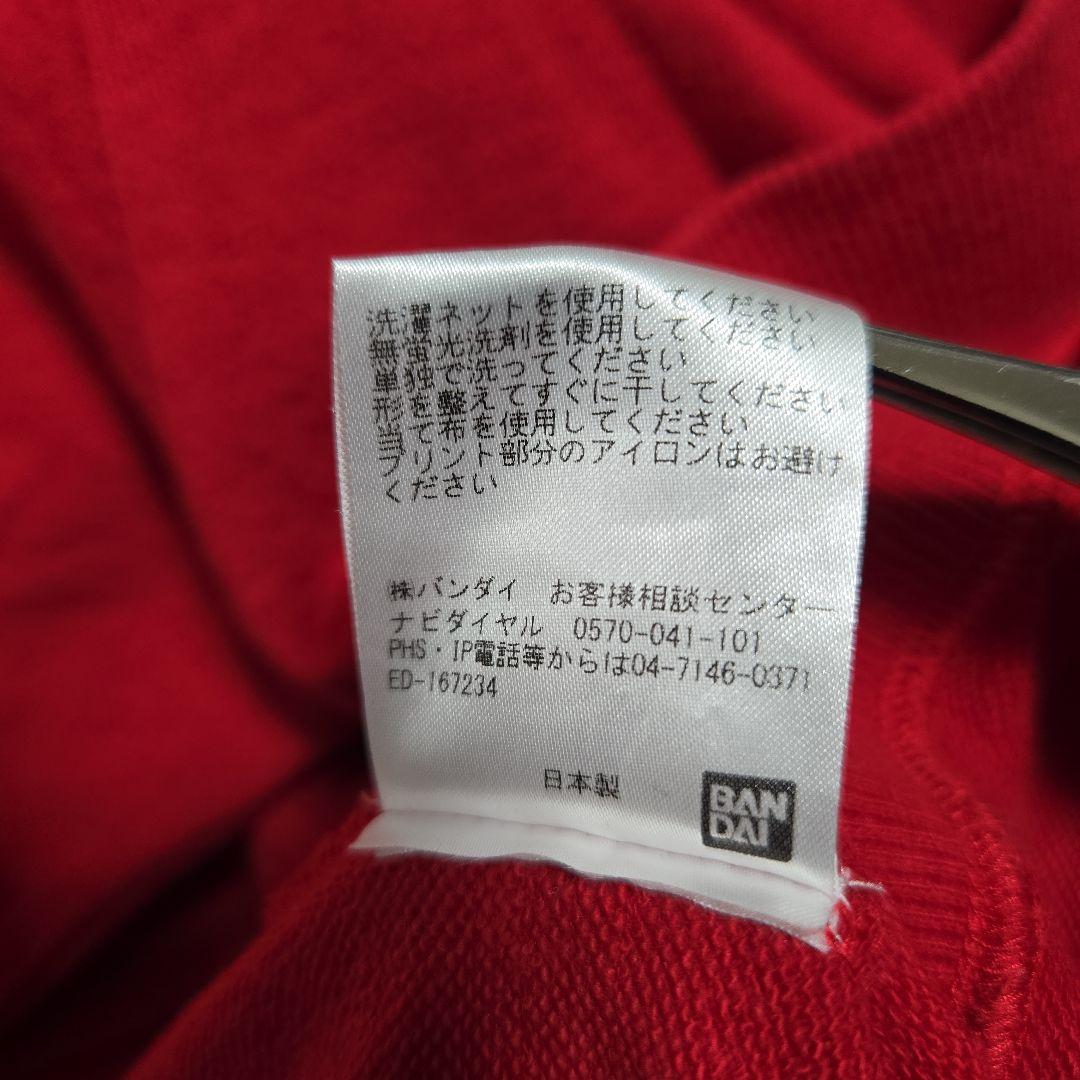 洗濯ネットを使用してください
無蛍光洗剤を使用してください
単独で洗ってください
形を整えてすぐに干してください
当て布を使用してください
プリント部分のアイロンはお避け
ください
㈱バンダイ お客様相談センター
ナビダイヤル 0570-041-101
PHS・IP電話等からは04-7146-0371
ED-167234
日本製
BAN
DAI